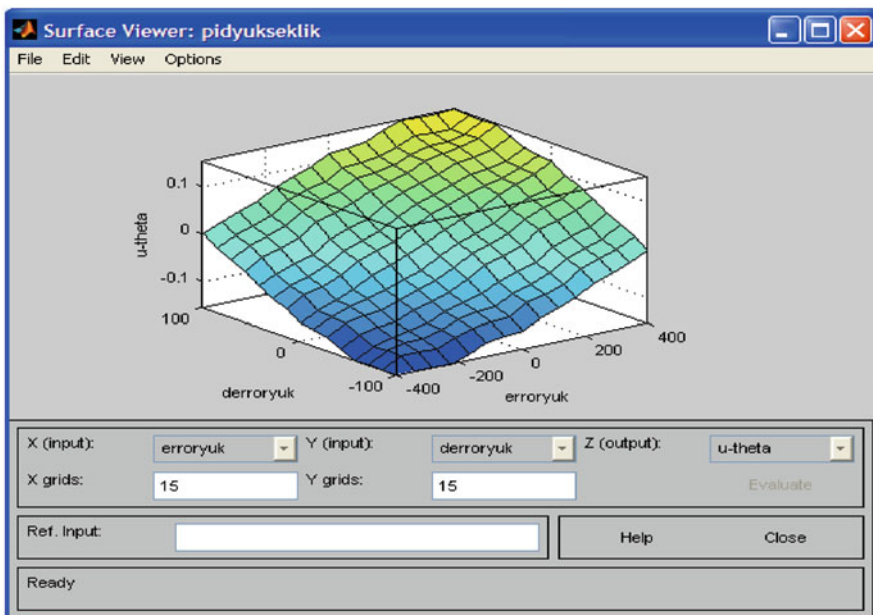 Surface Viewer: pidyukseklik
File Edit View Options
0.1
0
-0.1
u-theta
100
0
-100
derroryuk
-400
-200
0
200
400
erroryuk
X (input): erroryuk Y (input): derroryuk Z (output): u-theta
X grids: 15 Y grids: 15 Evaluate
Ref. Input: Help Close
Ready